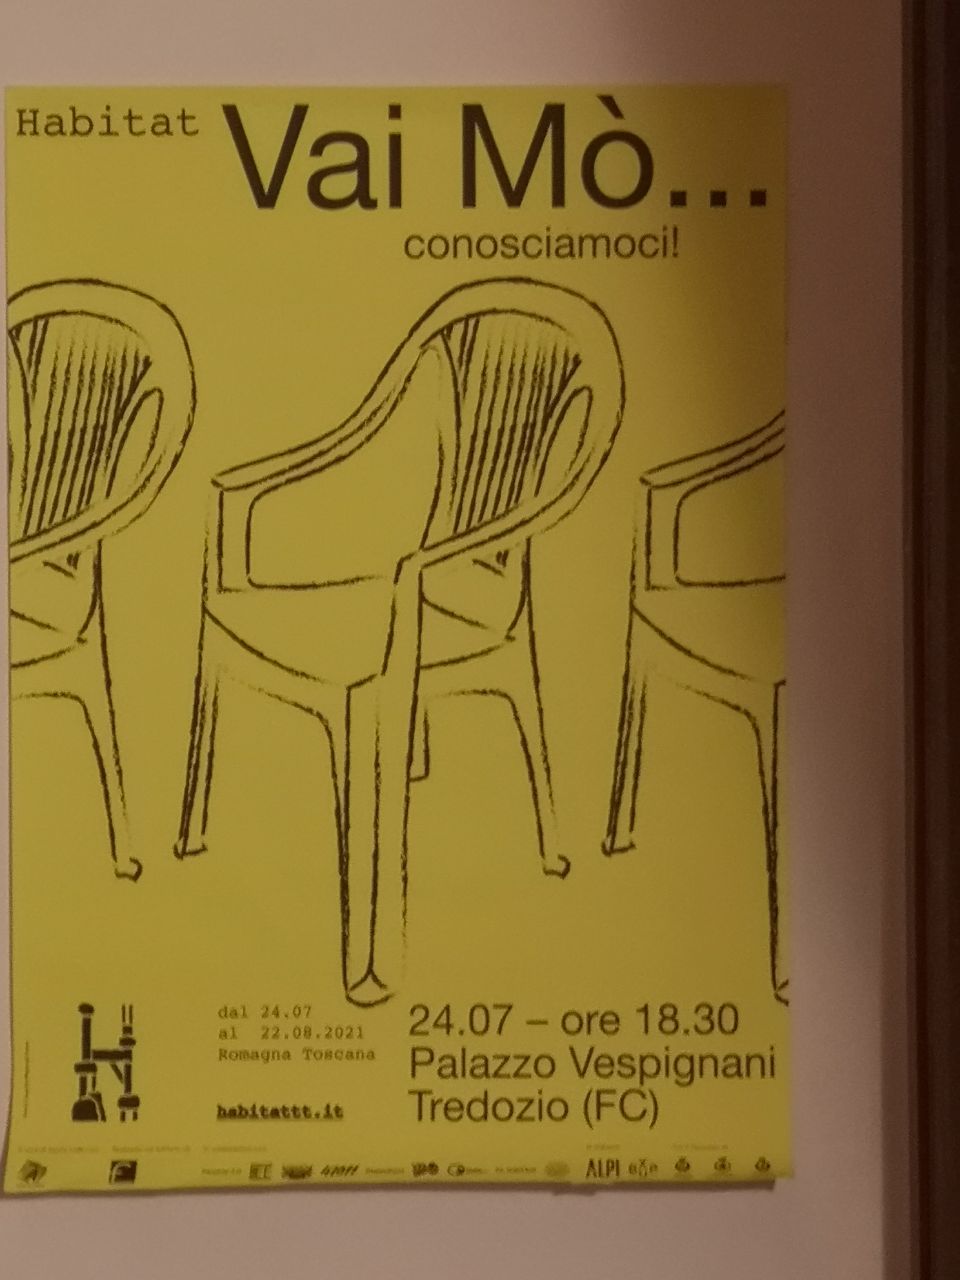 Habitat
Vai Mò...
conosciamoci!
dal 24.07
al 22.08.2021
Romagna Toscana
habitattt.it
24.07 – ore 18.30
Palazzo Vespignani
Tredozio (FC)
ALPI